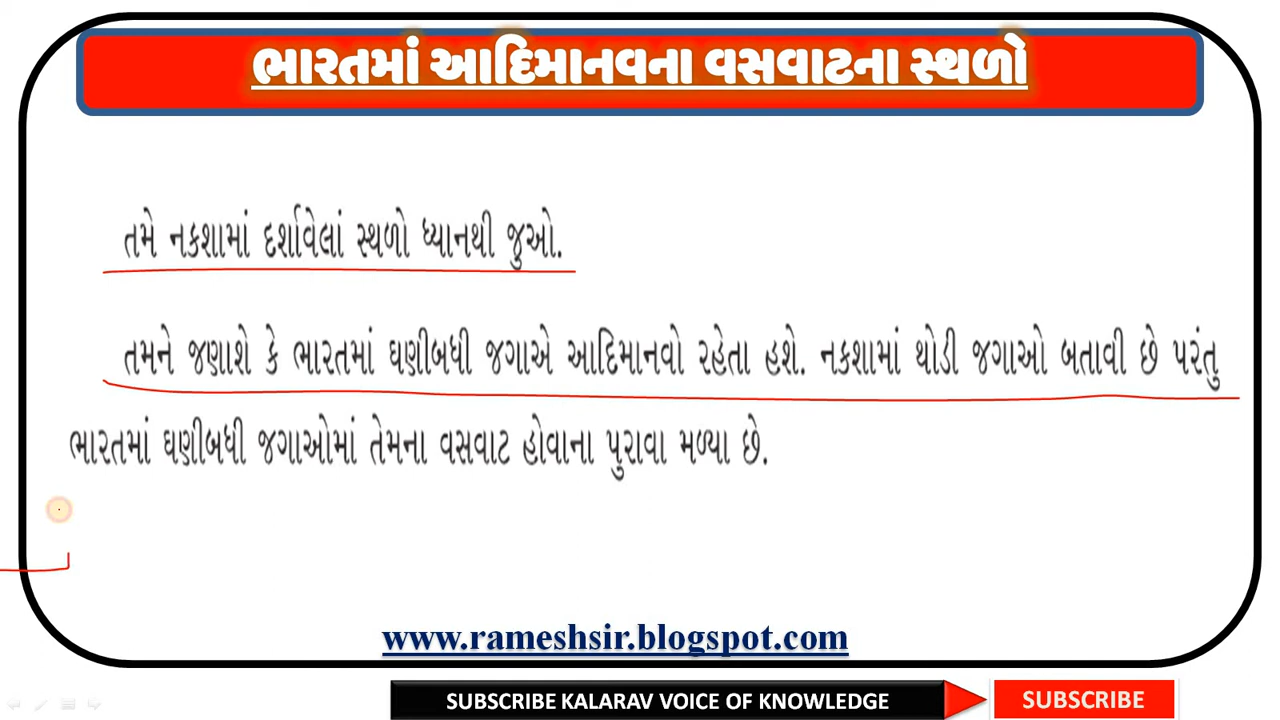 ભારતમાં આદિમાનવના વસવાટના સ્થળો
તમે નકશામાં દર્શાવેલાં સ્થળો ધ્યાનથી જુઓ.
તમને જણાશે કે ભારતમાં ઘણીબધી જગાએ આદિમાનવો રહેતા હશે. નકશામાં થોડી જગાઓ બતાવી છે પરંતુ
ભારતમાં ઘણીબધી જગાઓમાં તેમના વસવાટ હોવાના પુરાવા મળ્યા છે.
www.rameshsir.blogspot.com
SUBSCRIBE KALARAV VOICE OF KNOWLEDGE SUBSCRIBE